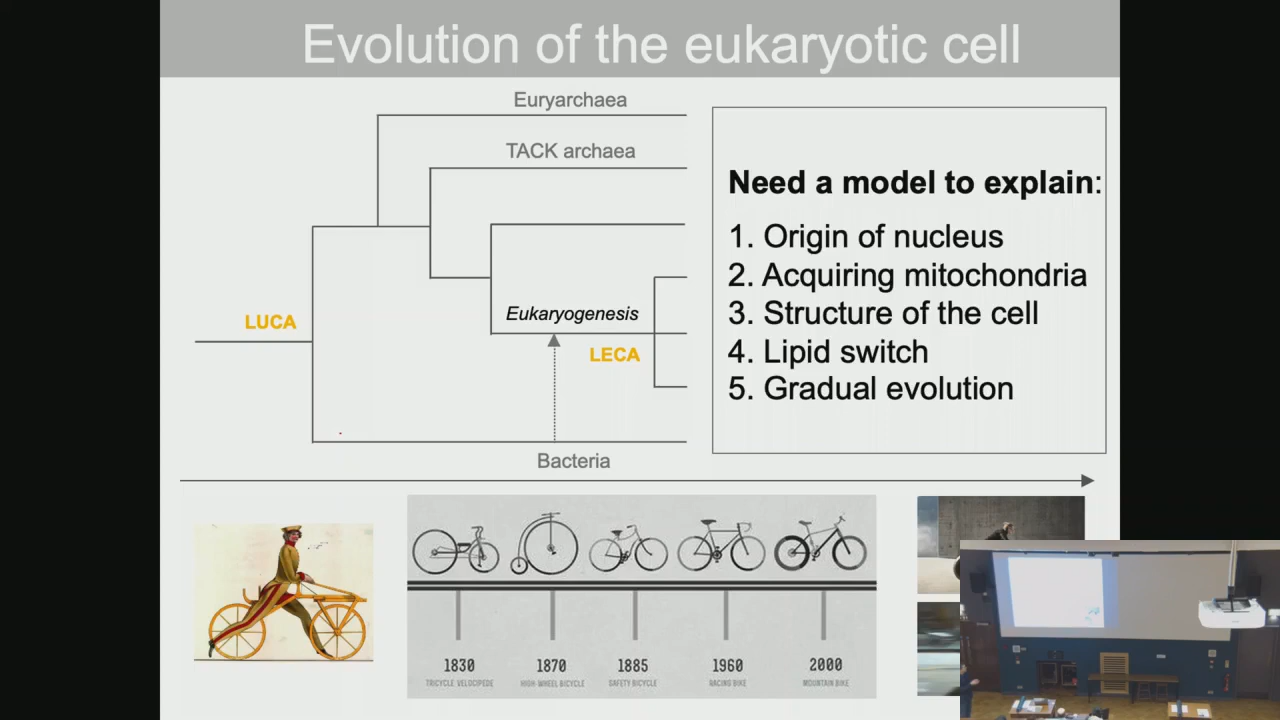 Evolution of the eukaryotic cell
Euryarchaea
TACK archaea
Eukaryogenesis
LUCA
LECA
Bacteria
Need a model to explain:
1. Origin of nucleus
2. Acquiring mitochondria
3. Structure of the cell
4. Lipid switch
5. Gradual evolution
1830 1870 1885 1960 2000
TRICYCLE VELOCIPEDE HIGH-WHEEL BICYCLE SAFETY BICYCLE RACING BIKE MOUNTAIN BIKE